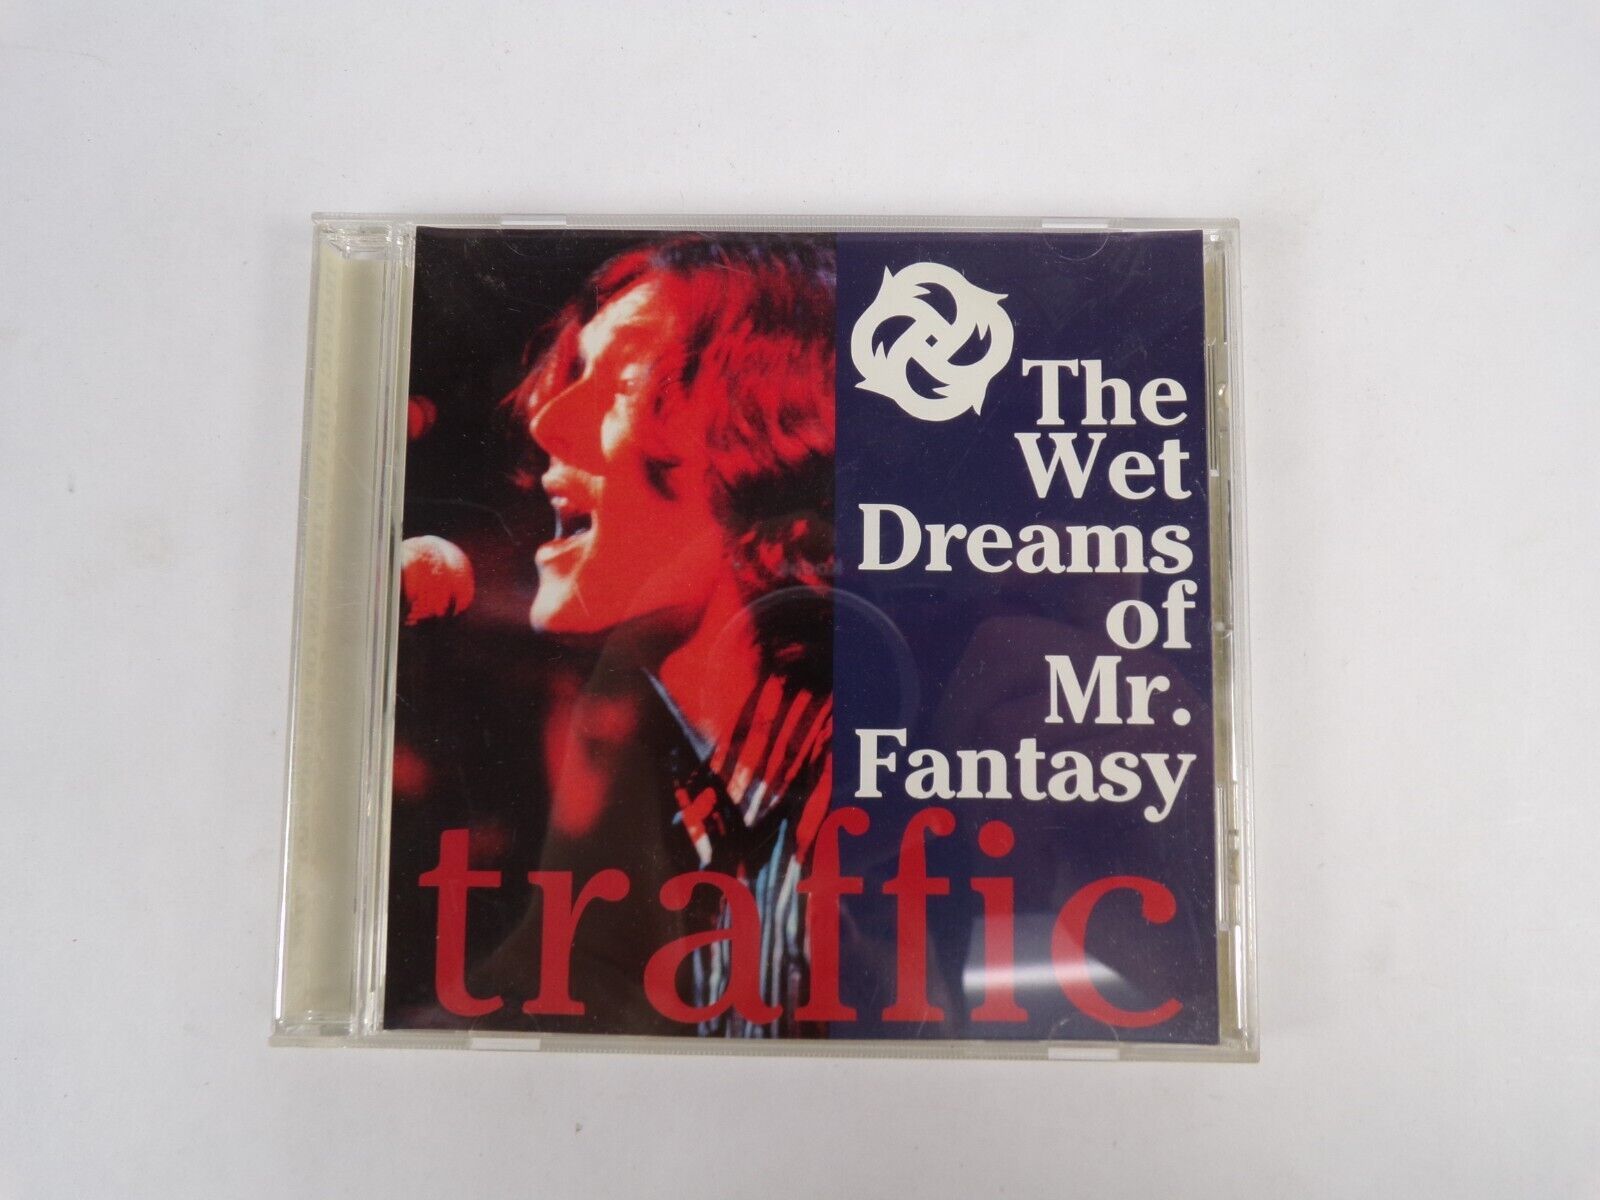 The
Wet
Dreams
of
Mr.
Fantasy
traffic